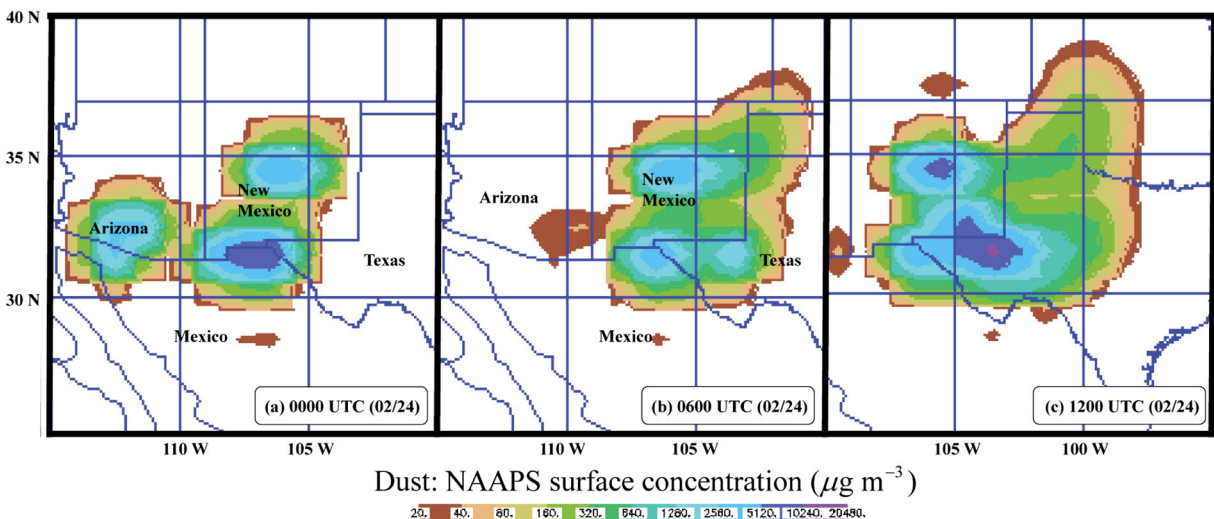 40 N
35 N
30 N
New
Mexico
Arizona
Texas
Mexico
(a) 0000 UTC (02/24)
New
Mexico
Arizona
Texas
Mexico
(b) 0600 UTC (02/24)
(c) 1200 UTC (02/24)
110 W 105 W 110 W 105 W 105 W 100 W
Dust: NAAPS surface concentration (μg m⁻³)
20. 40. 80. 160. 320. 640. 1280. 2560. 5120. 10240. 20480.